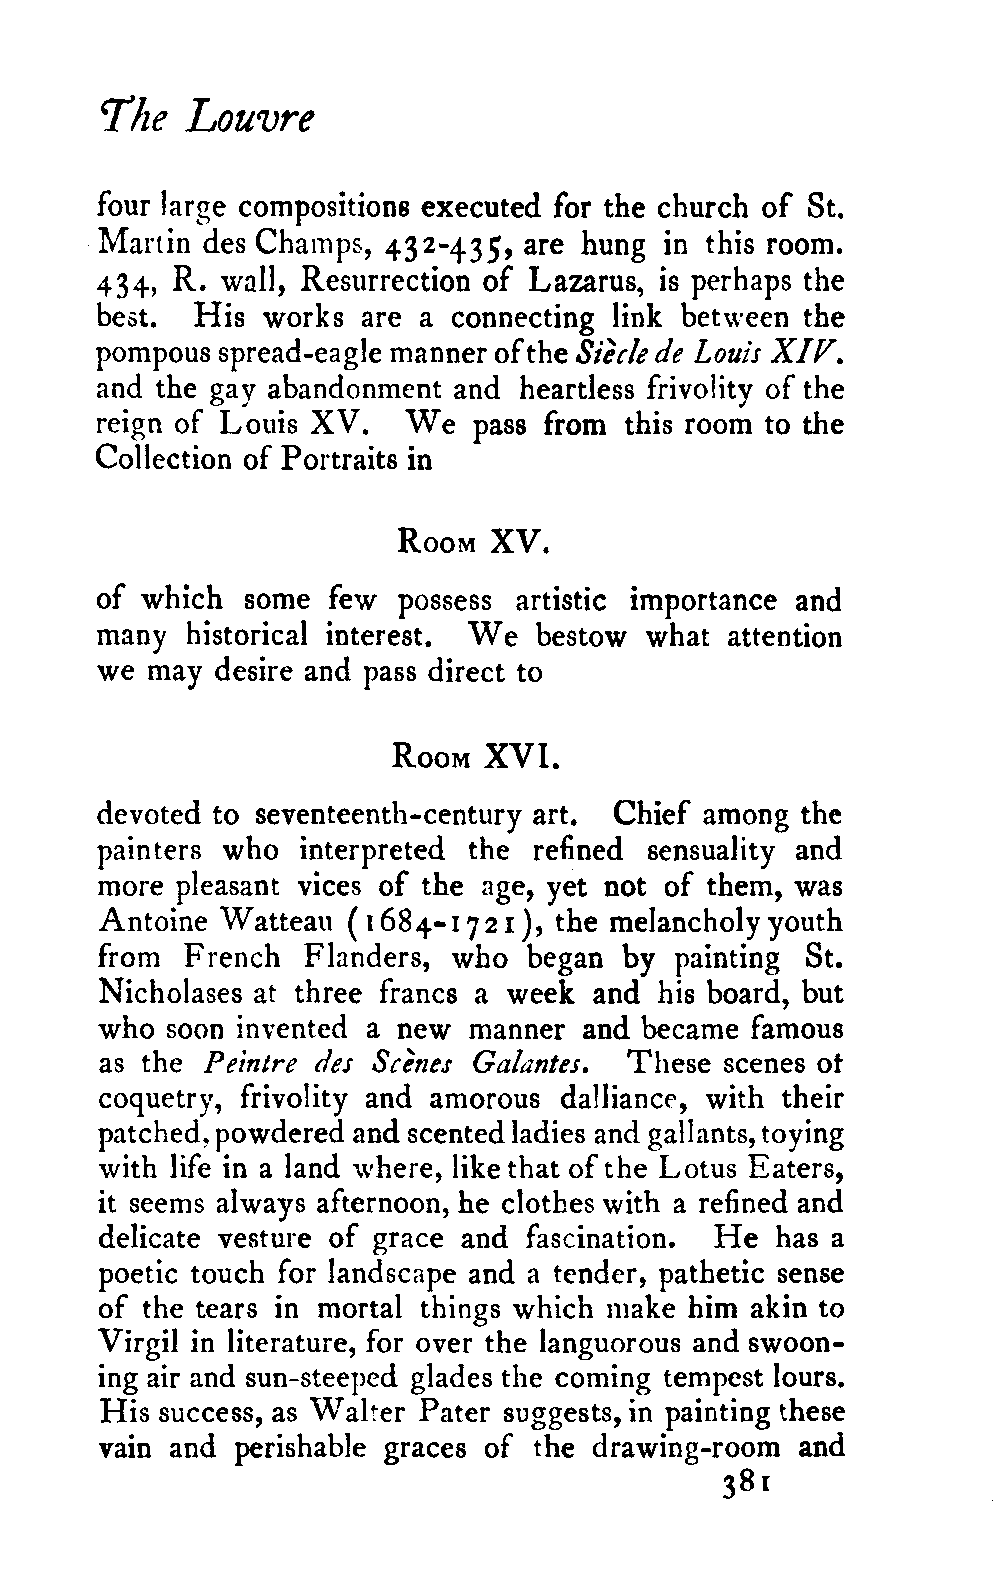 The Louvre
four large compositions executed for the church of St.
Martin des Champs, 432-435, are hung in this room.
434, R. wall, Resurrection of Lazarus, is perhaps the
best. His works are a connecting link between the
pompous spread-eagle manner of the Siècle de Louis XIV.
and the gay abandonment and heartless frivolity of the
reign of Louis XV. We pass from this room to the
Collection of Portraits in
ROOM XV.
of which some few possess artistic importance and
many historical interest. We bestow what attention
we may desire and pass direct to
ROOM XVI.
devoted to seventeenth-century art. Chief among the
painters who interpreted the refined sensuality and
more pleasant vices of the age, yet not of them, was
Antoine Watteau (1684-1721), the melancholy youth
from French Flanders, who began by painting St.
Nicholases at three francs a week and his board, but
who soon invented a new manner and became famous
as the Peintre des Scènes Galantes. These scenes of
coquetry, frivolity and amorous dalliance, with their
patched, powdered and scented ladies and gallants, toying
with life in a land where, like that of the Lotus Eaters,
it seems always afternoon, he clothes with a refined and
delicate vesture of grace and fascination. He has a
poetic touch for landscape and a tender, pathetic sense
of the tears in mortal things which make him akin to
Virgil in literature, for over the languorous and swoon-
ing air and sun-steeped glades the coming tempest lours.
His success, as Walter Pater suggests, in painting these
vain and perishable graces of the drawing-room and
381